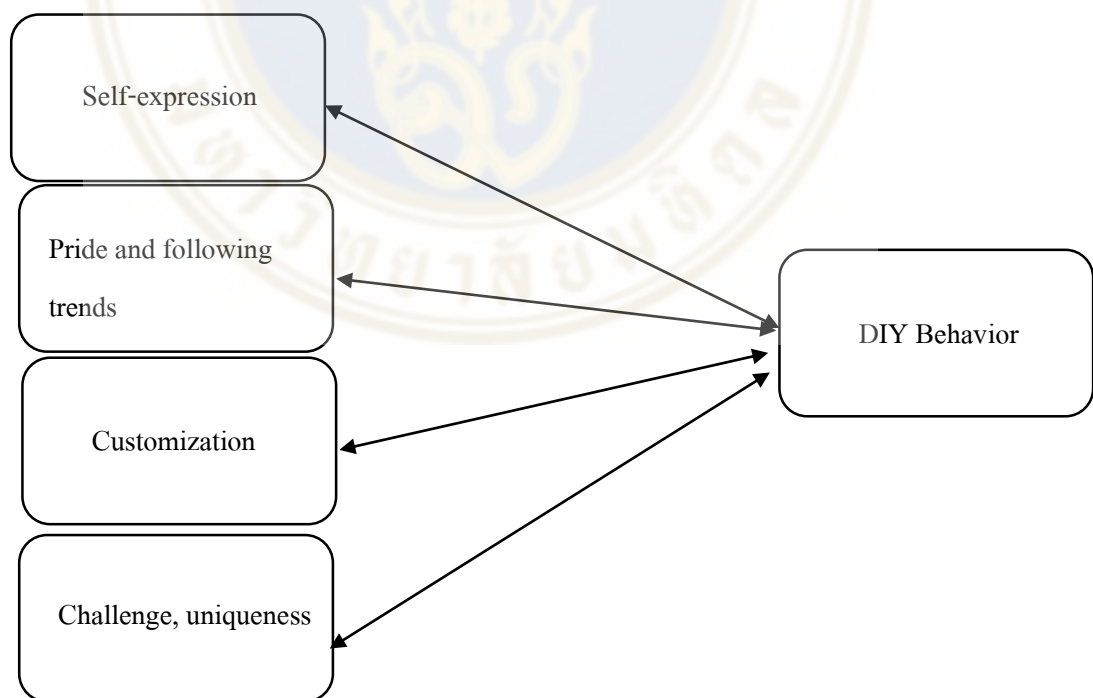 Self-expression
Pride and following
trends
DIY Behavior
Customization
Challenge, uniqueness